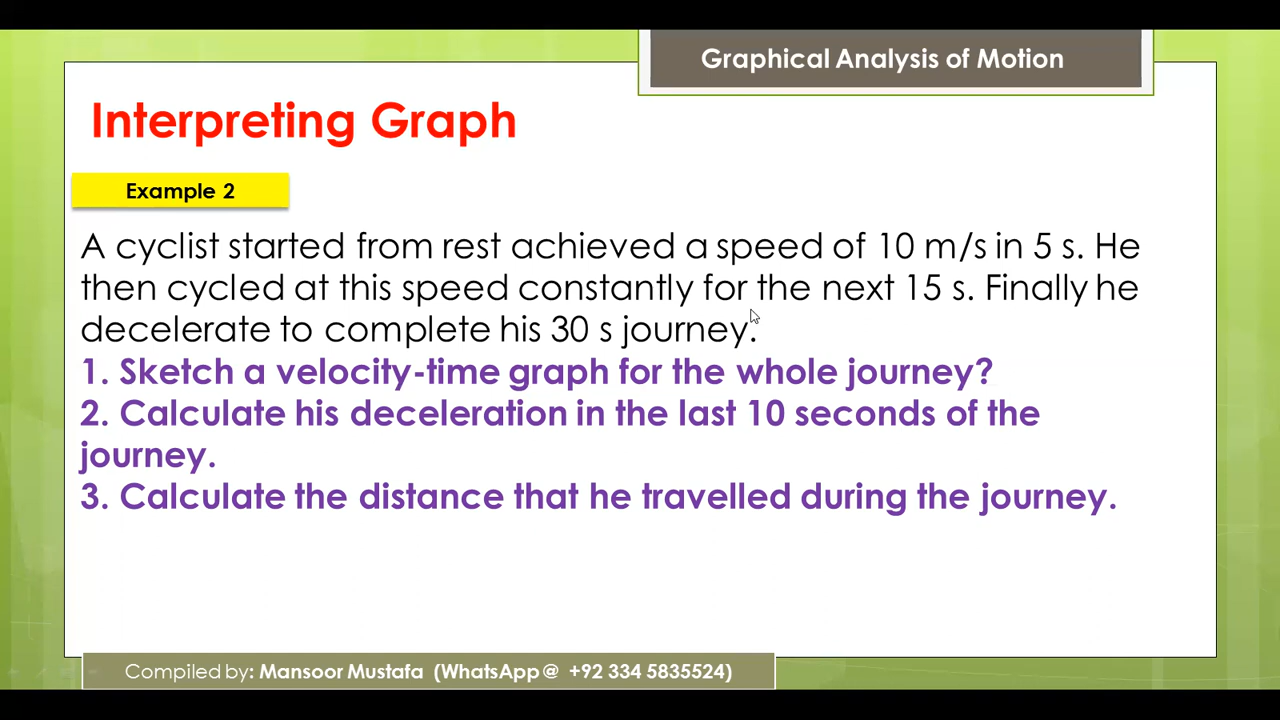 Graphical Analysis of Motion
Interpreting Graph
Example 2
A cyclist started from rest achieved a speed of 10 m/s in 5 s. He
then cycled at this speed constantly for the next 15 s. Finally he
decelerate to complete his 30 s journey.
1. Sketch a velocity-time graph for the whole journey?
2. Calculate his deceleration in the last 10 seconds of the
journey.
3. Calculate the distance that he travelled during the journey.
Compiled by: Mansoor Mustafa (WhatsApp @ +92 334 5835524)